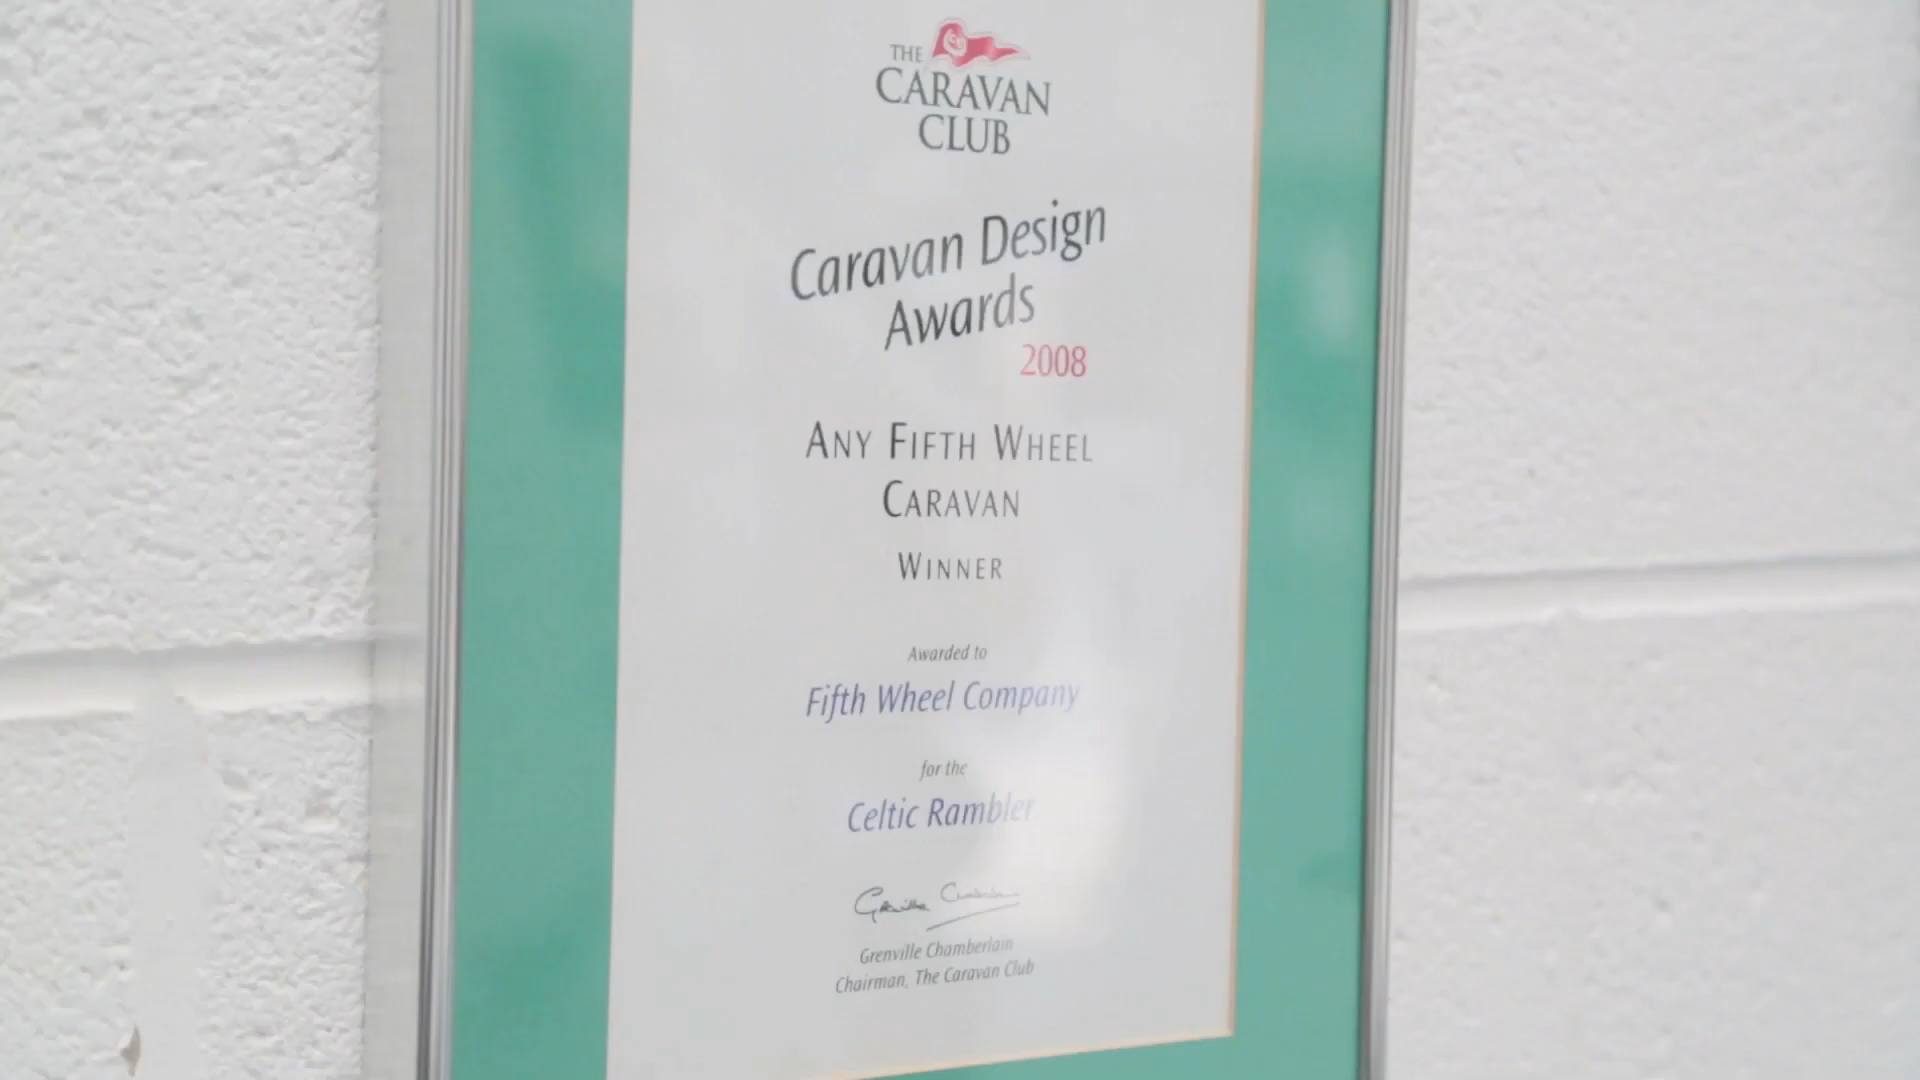 THE
CARAVAN
CLUB
Caravan Design
Awards
2008
ANY FIFTH WHEEL
CARAVAN
WINNER
Awarded to
Fifth Wheel Company
for the
Celtic Rambler
Grenville Chamberlain
Chairman, The Caravan Club